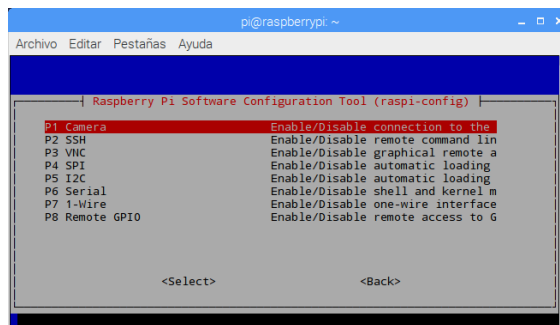 pi@raspberrypi: ~
Archivo Editar Pestañas Ayuda
Raspberry Pi Software Configuration Tool (raspi-config)
P1 Camera Enable/Disable connection to the
P2 SSH Enable/Disable remote command lin
P3 VNC Enable/Disable graphical remote a
P4 SPI Enable/Disable automatic loading
P5 I2C Enable/Disable automatic loading
P6 Serial Enable/Disable shell and kernel m
P7 1-Wire Enable/Disable one-wire interface
P8 Remote GPIO Enable/Disable remote access to G
<Select> <Back>